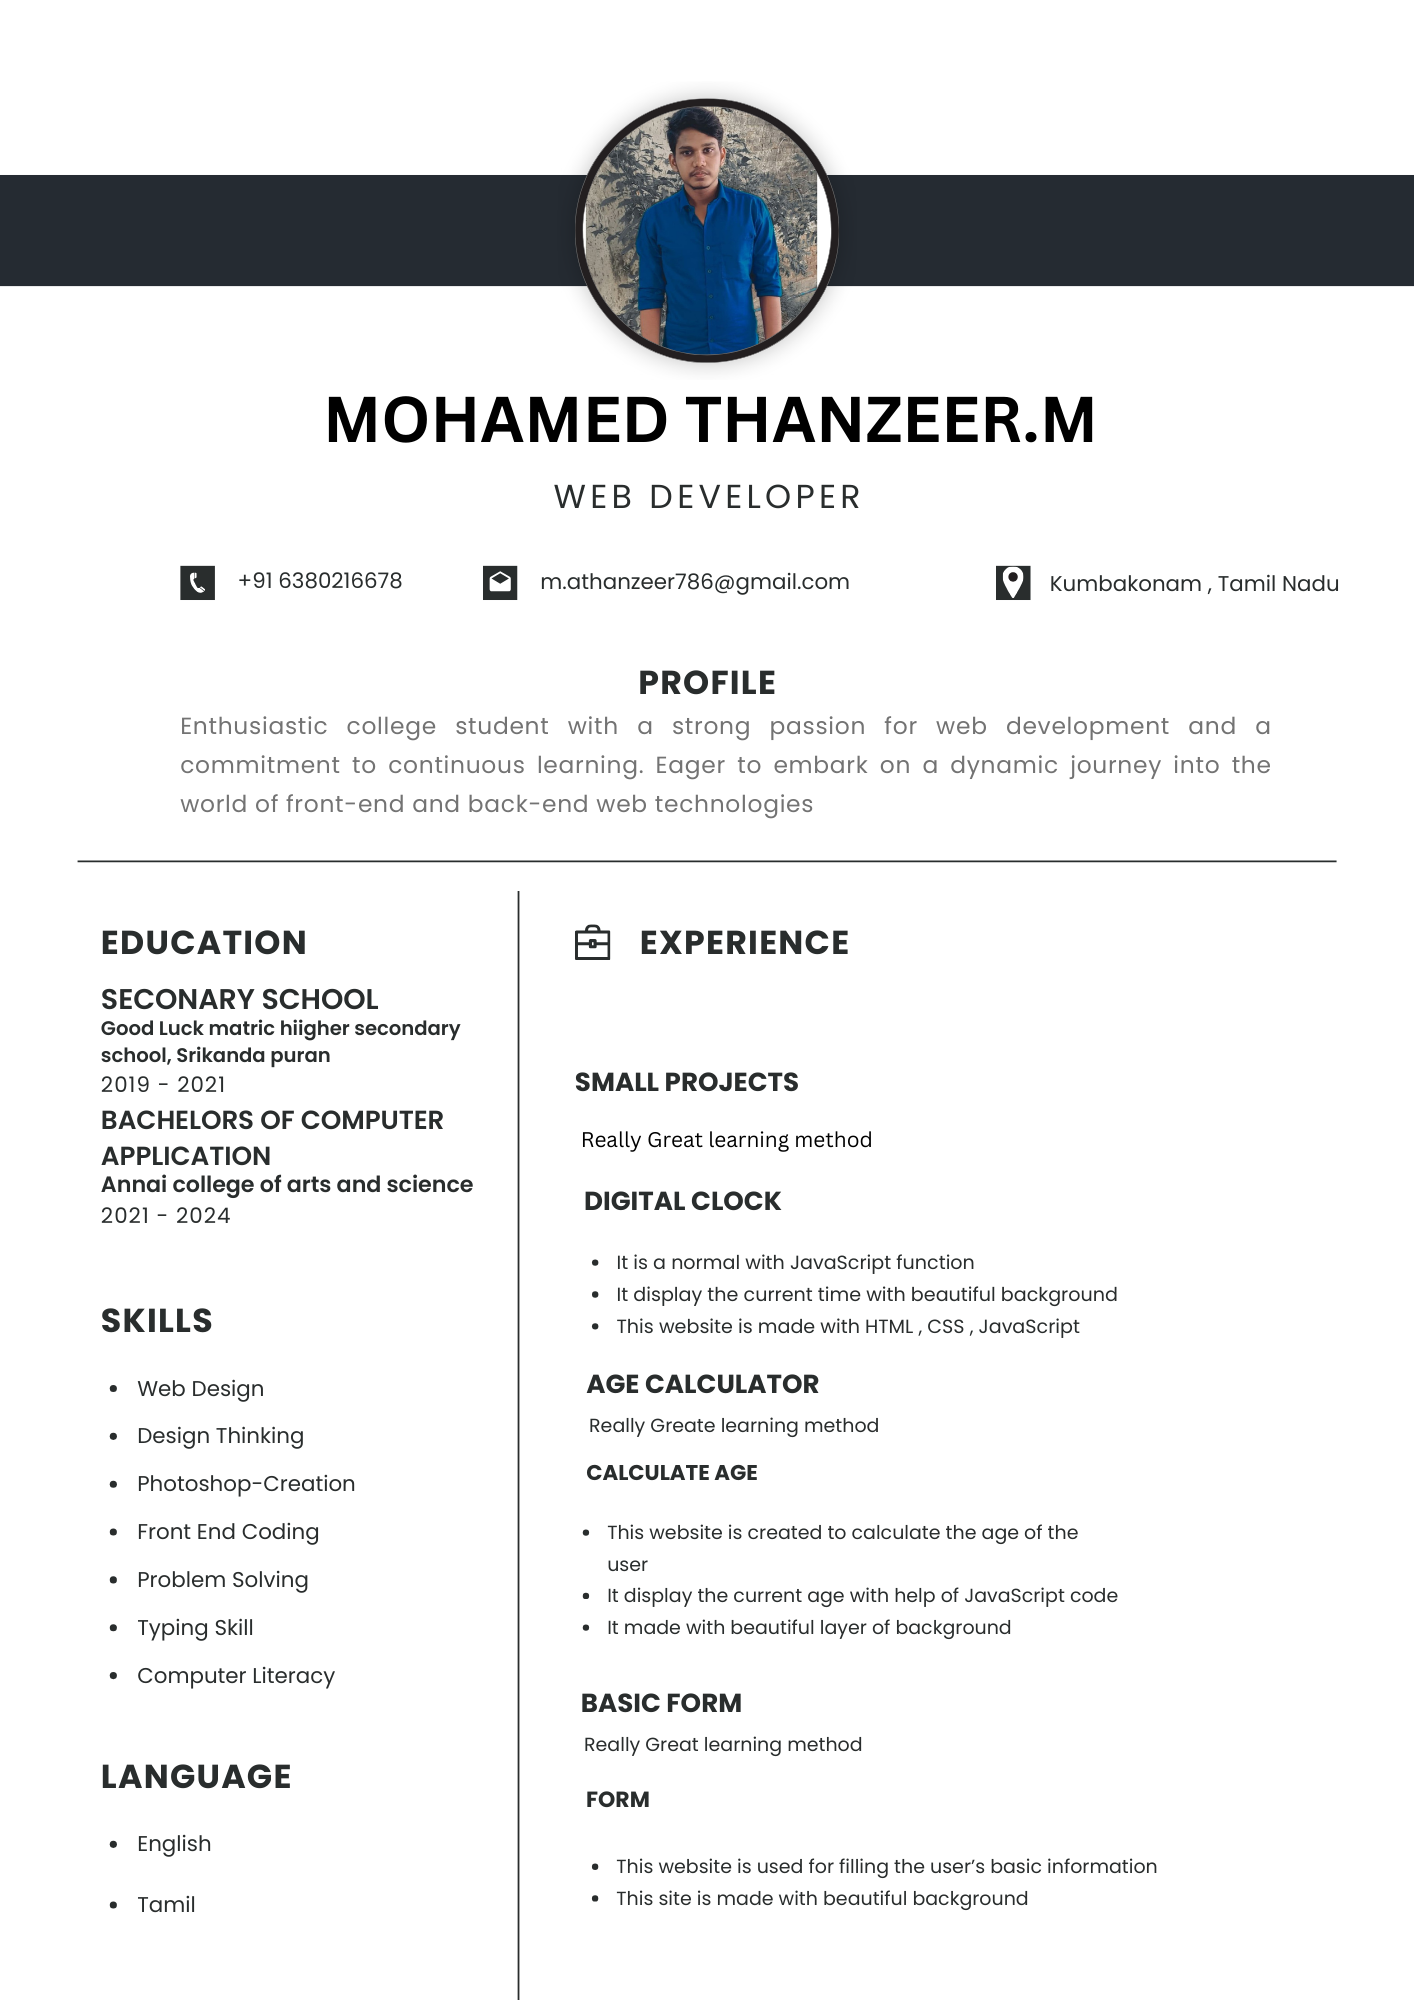 MOHAMED THANZEER.M
WEB DEVELOPER
+91 6380216678
m.athanzeer786@gmail.com
Kumbakonam , Tamil Nadu
PROFILE
Enthusiastic college student with a strong passion for web development and a
commitment to continuous learning. Eager to embark on a dynamic journey into the
world of front-end and back-end web technologies
EDUCATION
SECONARY SCHOOL
Good Luck matric hiigher secondary
school, Srikanda puran
2019 - 2021
BACHELORS OF COMPUTER
APPLICATION
Annai college of arts and science
2021 - 2024
SKILLS
• Web Design
• Design Thinking
• Photoshop-Creation
• Front End Coding
• Problem Solving
• Typing Skill
• Computer Literacy
LANGUAGE
• English
• Tamil
EXPERIENCE
SMALL PROJECTS
Really Great learning method
DIGITAL CLOCK
• It is a normal with JavaScript function
• It display the current time with beautiful background
• This website is made with HTML , CSS , JavaScript
AGE CALCULATOR
Really Greate learning method
CALCULATE AGE
• This website is created to calculate the age of the
user
• It display the current age with help of JavaScript code
• It made with beautiful layer of background
BASIC FORM
Really Great learning method
FORM
• This website is used for filling the user’s basic information
• This site is made with beautiful background